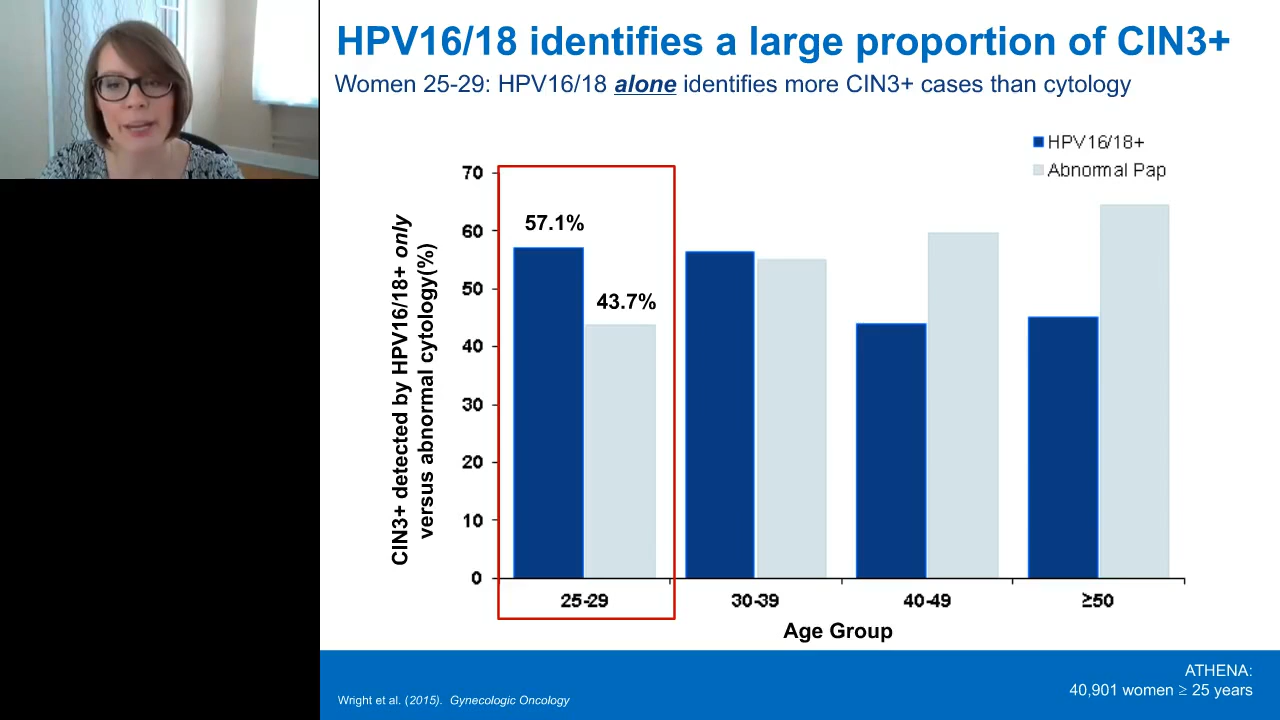 HPV16/18 identifies a large proportion of CIN3+
Women 25-29: HPV16/18 alone identifies more CIN3+ cases than cytology
HPV16/18+
Abnormal Pap
CIN3+ detected by HPV16/18+ only
versus abnormal cytology(%)
70
60
50
40
30
20
10
0
57.1%
43.7%
25-29
30-39
40-49
≥50
Age Group
Wright et al. (2015). Gynecologic Oncology
ATHENA:
40,901 women ≥ 25 years